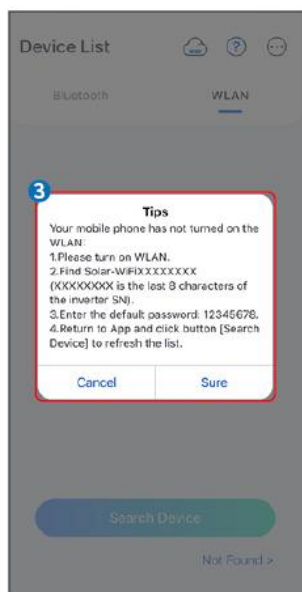 Device List
Bluetooth
WLAN
3
Tips
Your mobile phone has not turned on the
WLAN:
1.Please turn on WLAN.
2.Find Solar-WiFiXXXXXXXX
(XXXXXXXX is the last 8 characters of
the inverter SN).
3.Enter the default password: 12345678.
4.Return to App and click button [Search
Device] to refresh the list.
Cancel
Sure
Search Device
Not Found >